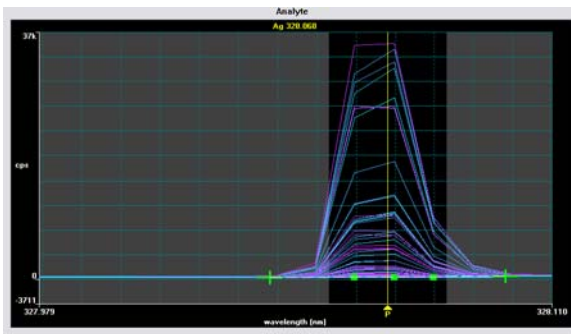 Analyte
Ag 328.068
37k
cps
0
-3711
327.979
328.110
P
wavelength (nm)